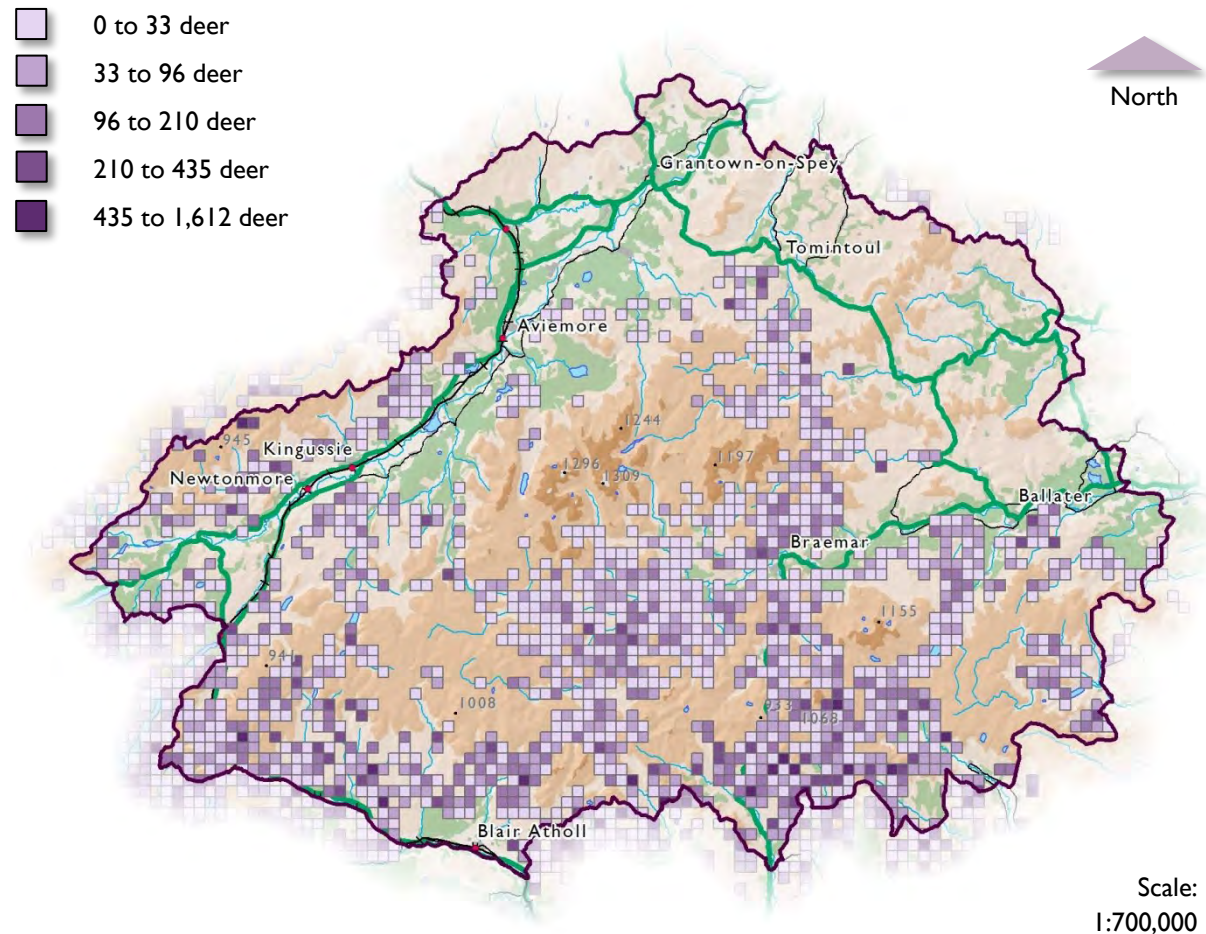 0 to 33 deer
33 to 96 deer
96 to 210 deer
210 to 435 deer
435 to 1,612 deer
North
Grantown-on-Spey
Tomintoul
Aviemore
1244
945
Kingussie
1296
1309
1197
Newtonmore
Ballater
Braemar
1155
941
1008
933
1068
Blair Atholl
Scale:
1:700,000